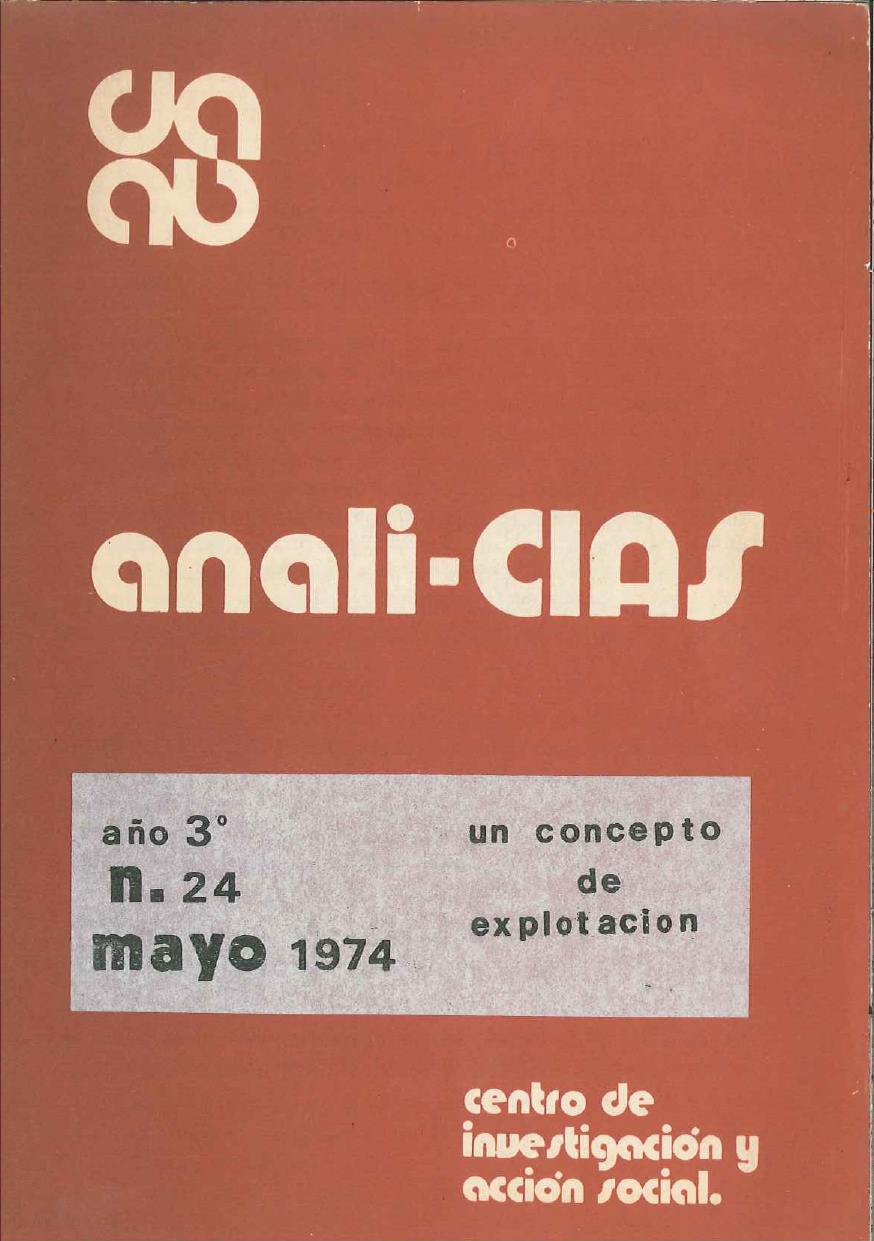 anali-CIAS
año 3°
n. 24
mayo 1974
un concepto
de
explotacion
centro de
investigación y
acción social.